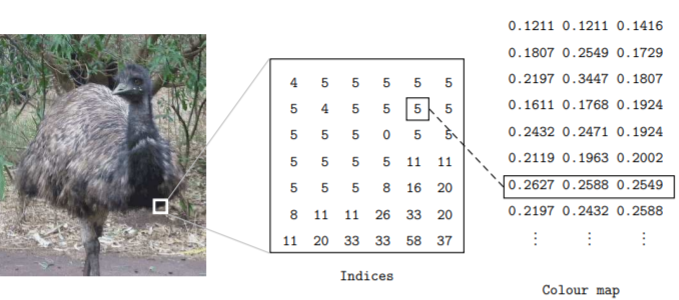 4 5 5 5 5 5
5 4 5 5 5 5
5 5 5 0 5 5
5 5 5 5 11 11
5 5 5 8 16 20
8 11 11 26 33 20
11 20 33 33 58 37
Indices
0.1211 0.1211 0.1416
0.1807 0.2549 0.1729
0.2197 0.3447 0.1807
0.1611 0.1768 0.1924
0.2432 0.2471 0.1924
0.2119 0.1963 0.2002
0.2627 0.2588 0.2549
0.2197 0.2432 0.2588
⋮ ⋮ ⋮
Colour map